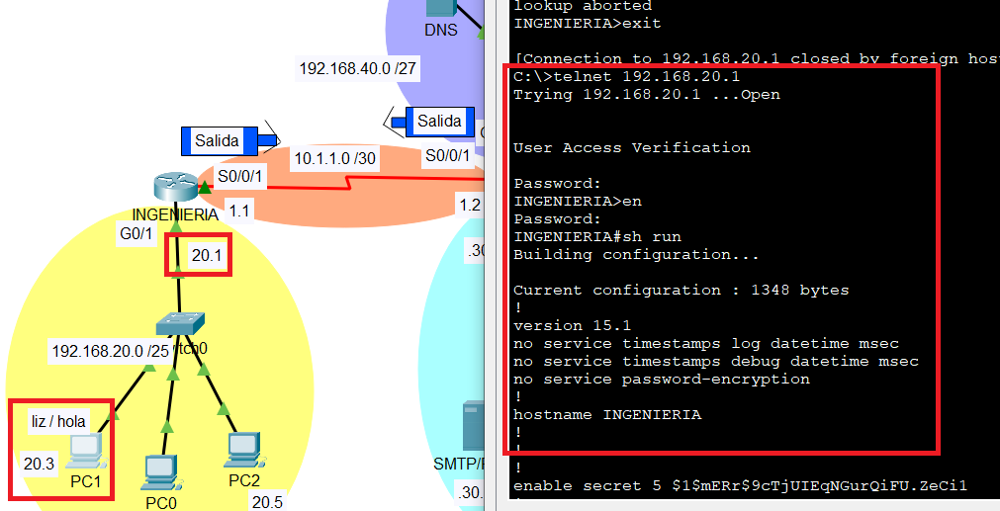 DNS
192.168.40.0 /27
Salida
Salida
10.1.1.0 /30
S0/0/1
S0/0/1
INGENIERIA
1.1
1.2
G0/1
20.1
.30
192.168.20.0 /25
tch0
liz / hola
20.3
PC1
PC0
PC2
20.5
SMTP/
.30.
lookup aborted
INGENIERIA>exit
[Connection to 192.168.20.1 closed by foreign hos
C:\>telnet 192.168.20.1
Trying 192.168.20.1 ...Open
User Access Verification
Password:
INGENIERIA>en
Password:
INGENIERIA#sh run
Building configuration...
Current configuration : 1348 bytes
!
version 15.1
no service timestamps log datetime msec
no service timestamps debug datetime msec
no service password-encryption
!
hostname INGENIERIA
!
!
!
enable secret 5 $1$mERr$9cTjUIEqNGurQiFU.ZeCi1